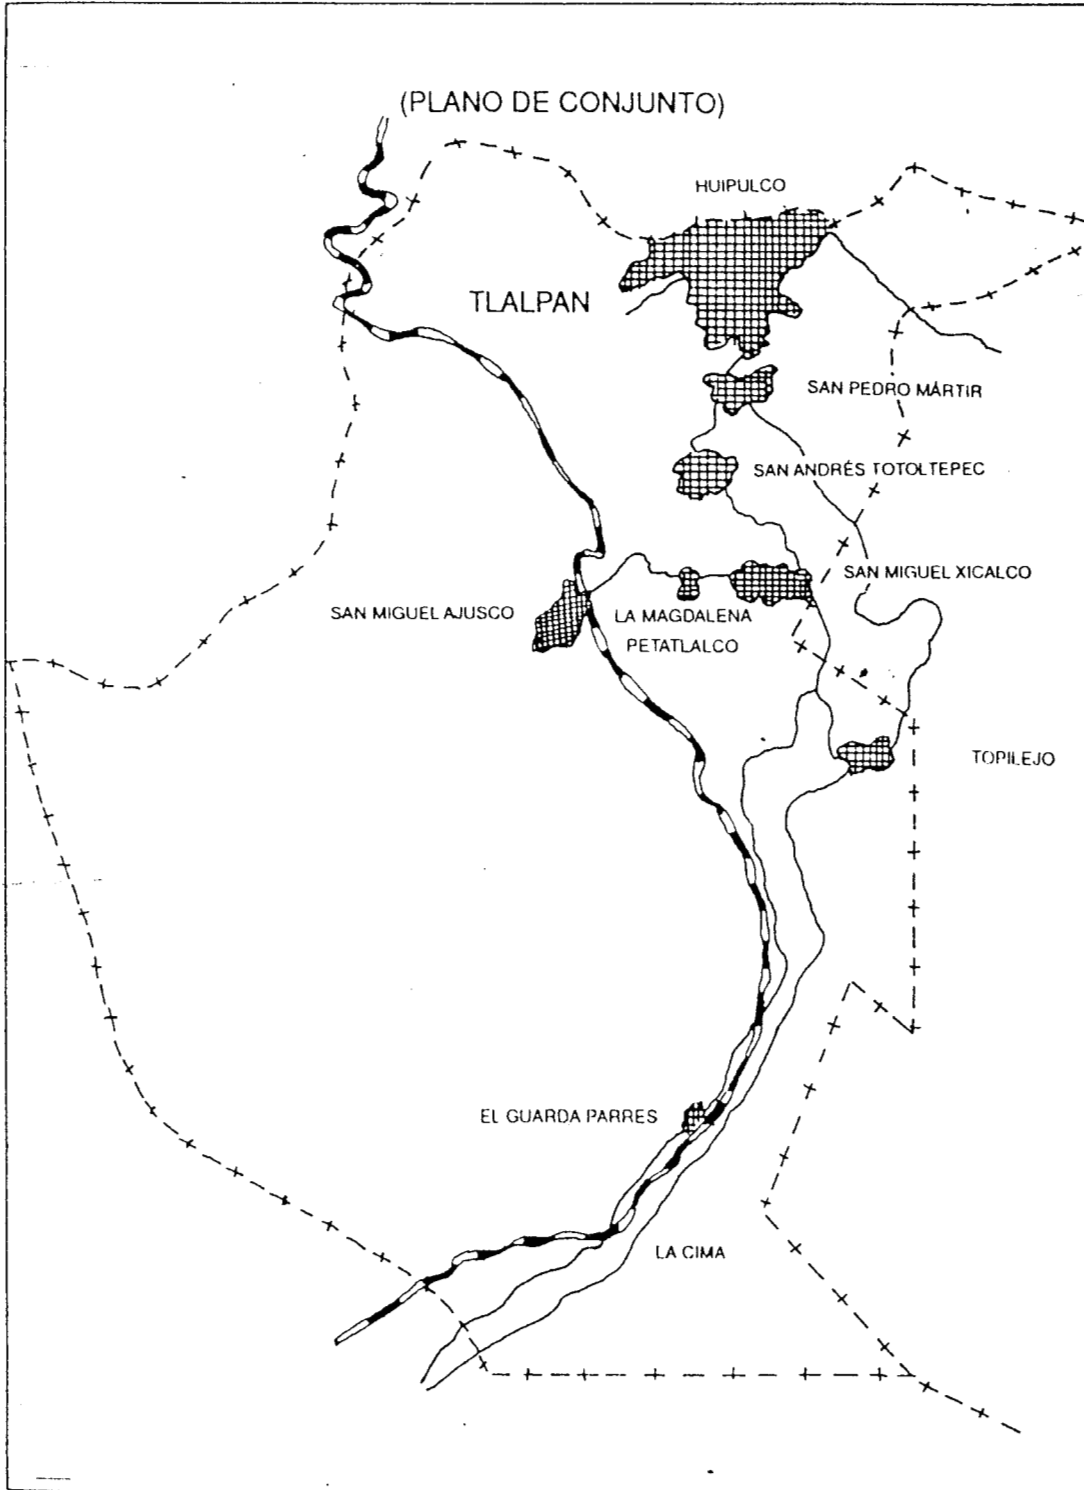 (PLANO DE CONJUNTO)
HUIPULCO
TLALPAN
SAN PEDRO MÁRTIR
SAN ANDRÉS TOTOLTEPEC
SAN MIGUEL XICALCO
SAN MIGUEL AJUSCO
LA MAGDALENA
PETATLALCO
TOPILEJO
EL GUARDA PARRES
LA CIMA